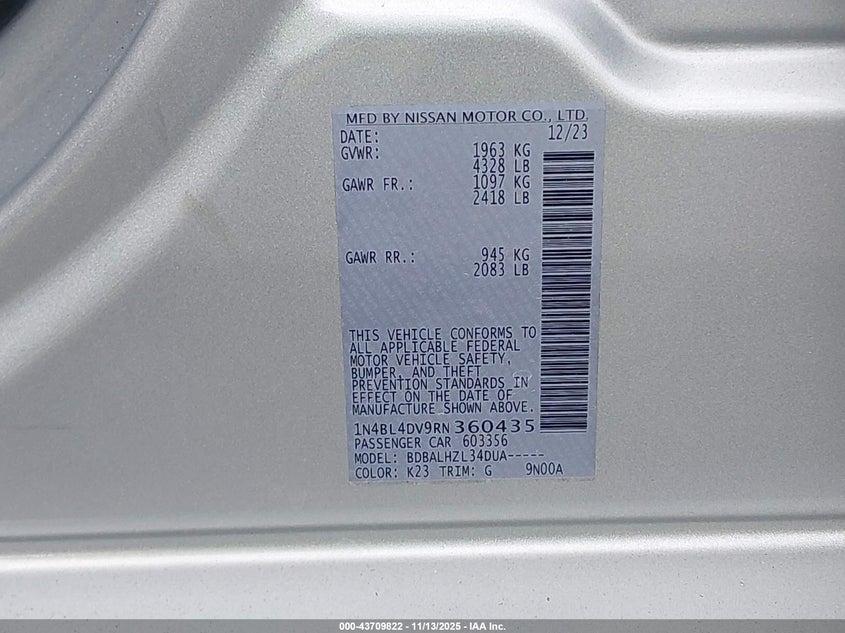 MFD BY NISSAN MOTOR CO., LTD.
DATE: 12/23
GVWR: 1963 KG
4328 LB
GAWR FR.: 1097 KG
2418 LB
GAWR RR.: 945 KG
2083 LB
THIS VEHICLE CONFORMS TO
ALL APPLICABLE FEDERAL
MOTOR VEHICLE SAFETY,
BUMPER, AND THEFT
PREVENTION STANDARDS IN
EFFECT ON THE DATE OF
MANUFACTURE SHOWN ABOVE.
1N4BL4DV9RN360435
PASSENGER CAR 603356
MODEL: BDBALHZL34DUA-----
COLOR: K23 TRIM: G 9N00A
000-43709822 - 11/13/2025 - IAA Inc.